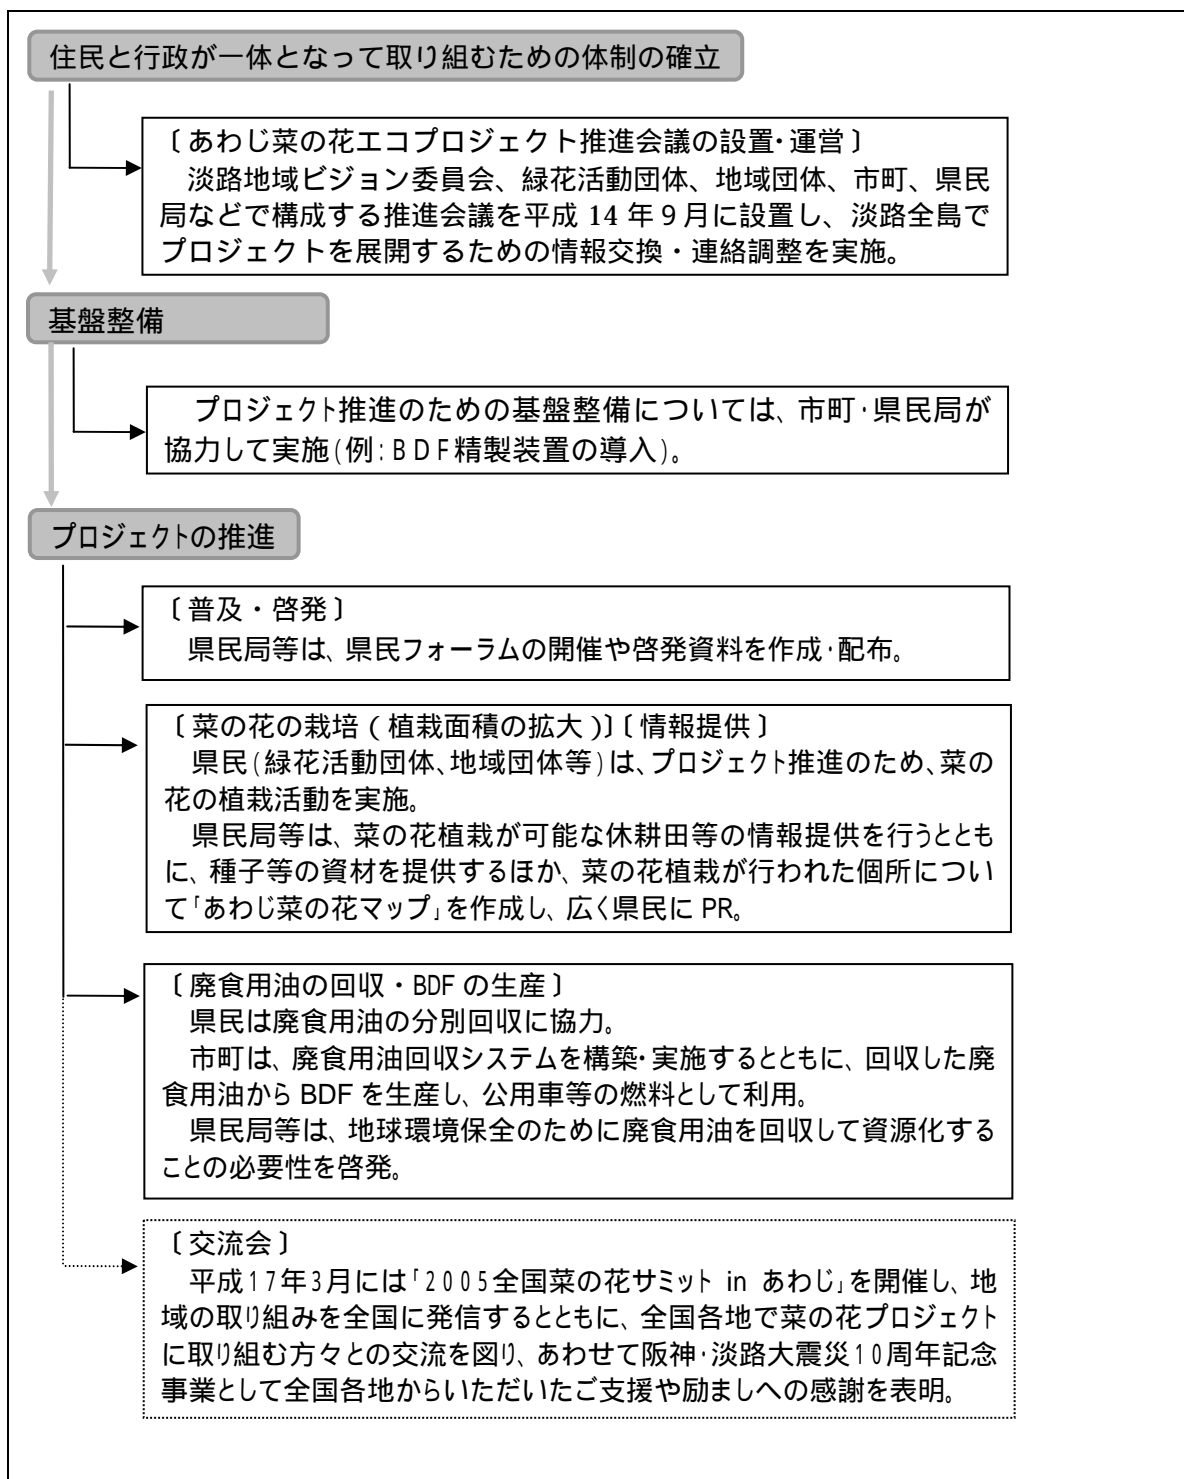 住民と行政が一体となって取り組むための体制の確立
〔あわじ菜の花エコプロジェクト推進会議の設置・運営〕
淡路地域ビジョン委員会、緑花活動団体、地域団体、市町、県民
局などで構成する推進会議を平成 14 年９月に設置し、淡路全島で
プロジェクトを展開するための情報交換・連絡調整を実施。
基盤整備
プロジェクト推進のための基盤整備については、市町・県民局が
協力して実施(例：ＢＤＦ精製装置の導入)。
プロジェクトの推進
〔普及・啓発〕
県民局等は、県民フォーラムの開催や啓発資料を作成・配布。
〔菜の花の栽培（植栽面積の拡大）〕〔情報提供〕
県民(緑花活動団体、地域団体等)は、プロジェクト推進のため、菜の
花の植栽活動を実施。
県民局等は、菜の花植栽が可能な休耕田等の情報提供を行うととも
に、種子等の資材を提供するほか、菜の花植栽が行われた個所につい
て「あわじ菜の花マップ」を作成し、広く県民に PR。
〔廃食用油の回収・BDF の生産〕
県民は廃食用油の分別回収に協力。
市町は、廃食用油回収システムを構築・実施するとともに、回収した廃
食用油から BDF を生産し、公用車等の燃料として利用。
県民局等は、地球環境保全のために廃食用油を回収して資源化する
ことの必要性を啓発。
〔交流会〕
平成１７年３月には「２００５全国菜の花サミット in あわじ」を開催し、地
域の取り組みを全国に発信するとともに、全国各地で菜の花プロジェクト
に取り組む方々との交流を図り、あわせて阪神・淡路大震災１０周年記念
事業として全国各地からいただいたご支援や励ましへの感謝を表明。